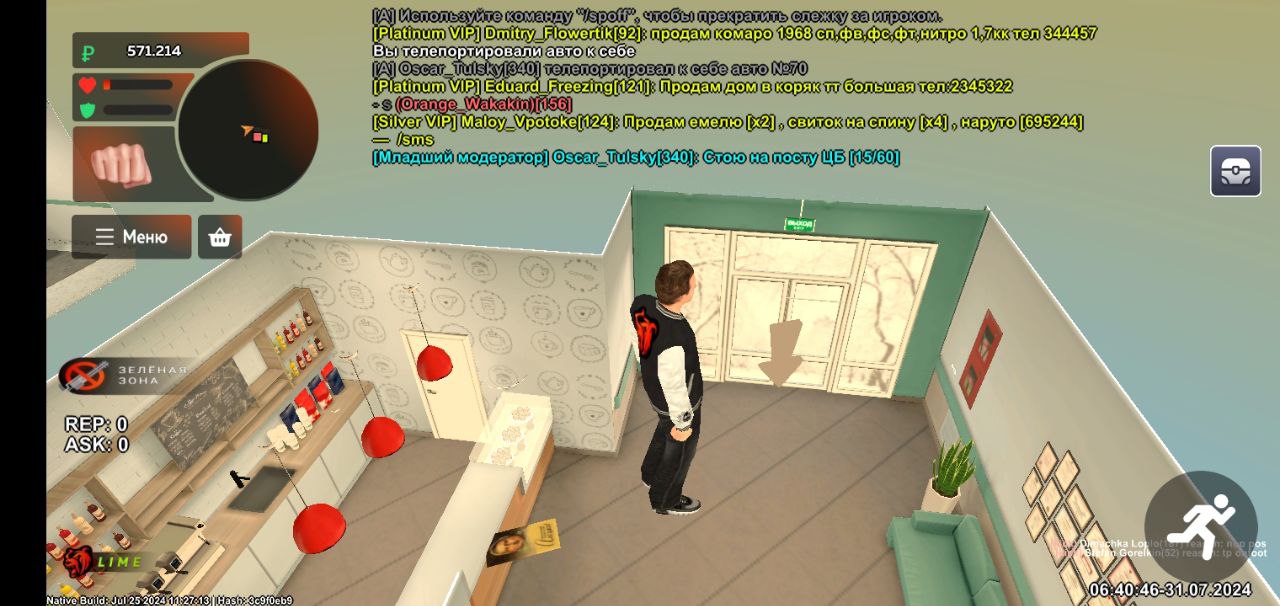 [A] Используйте команду "/spoff", чтобы прекратить слежку за игроком.
[Platinum VIP] Dmitry_Flowertik[92]: продам комаро 1968 сп,фв,фс,фт,нитро 1,7кк тел 344457
Вы телепортировали авто к себе
[A] Oscar_Tulsky[340] телепортировал к себе авто №70
[Platinum VIP] Eduard_Freezing[121]: Продам дом в коряк тт большая тел:2345322
- s (Orange_Wakakin)[156]
[Silver VIP] Maloy_Vpotoke[124]: Продам емелю [x2] , свиток на спину [x4] , наруто [695244]
— /sms
[Младший модератор] Oscar_Tulsky[340]: Стою на посту ЦБ [15/60]
571.214
Меню
ВЫХОД
ЗЕЛЁНАЯ
ЗОНА
REP: 0
ASK: 0
LIME
Native Build: Jul 25 2024 11:27:13 | Hash: 3c9f0eb9
06:40:46-31.07.2024